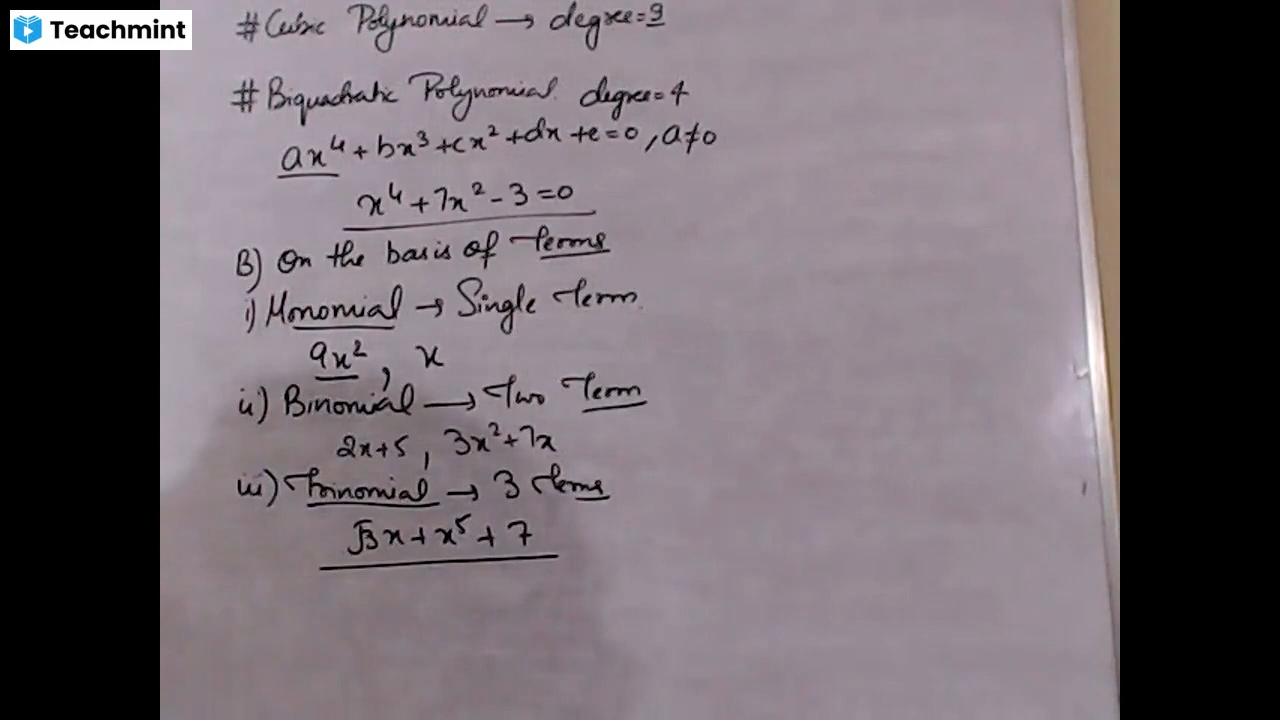 Teachmint
# Cubic Polynomial → degree=3
# Biquadratic Polynomial. degree=4
ax⁴+bx³+cx²+dx+e=0, a≠0
x⁴+7x²-3=0
B) On the basis of Terms
i) Monomial → Single Term.
9x², x
ii) Binomial → Two Term
2x+5, 3x²+7x
iii) Trinomial → 3 Terms
√3x+x⁵+7